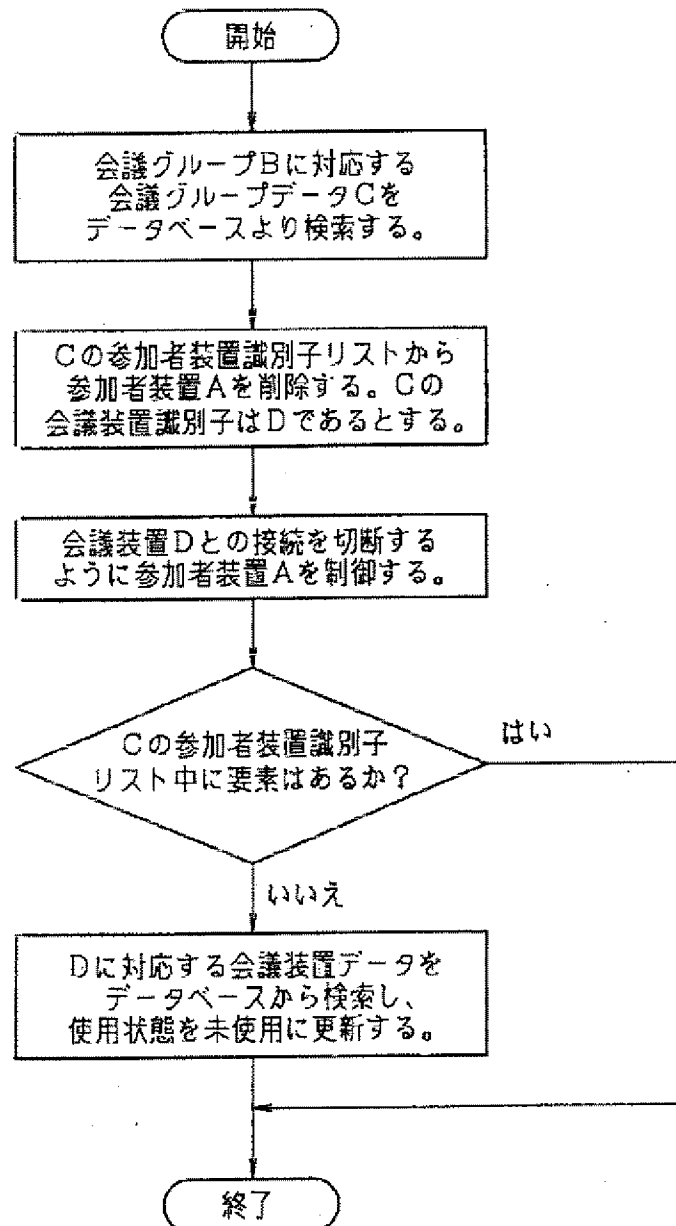 開始
会議グループBに対応する
会議グループデータCを
データベースより検索する。
Cの参加者装置識別子リストから
参加者装置Aを削除する。Cの
会議装置識別子はDであるとする。
会議装置Dとの接続を切断する
ように参加者装置Aを制御する。
Cの参加者装置識別子
リスト中に要素はあるか?
はい
いいえ
Dに対応する会議装置データを
データベースから検索し、
使用状態を未使用に更新する。
終了